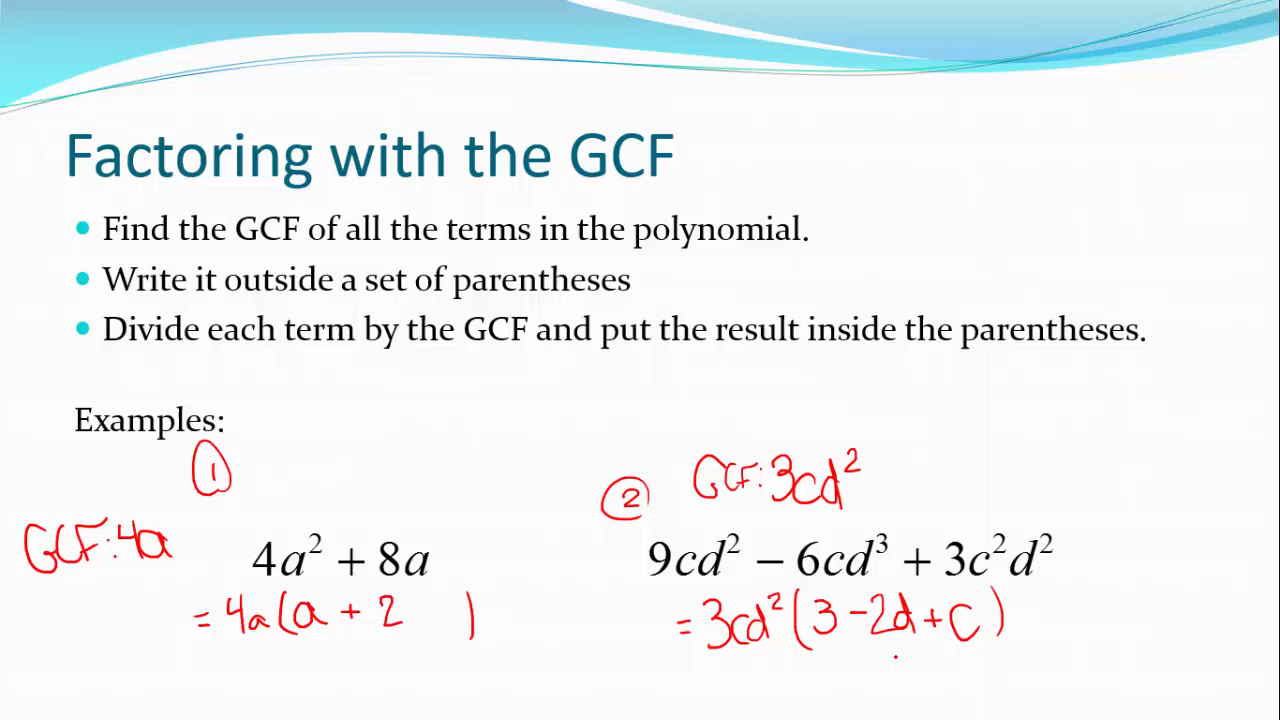 Factoring with the GCF
• Find the GCF of all the terms in the polynomial.
• Write it outside a set of parentheses
• Divide each term by the GCF and put the result inside the parentheses.
Examples:
①
GCF: 4a
4a² + 8a
= 4a(a + 2 )
②
GCF: 3cd²
9cd² − 6cd³ + 3c²d²
= 3cd²(3 − 2d + c)